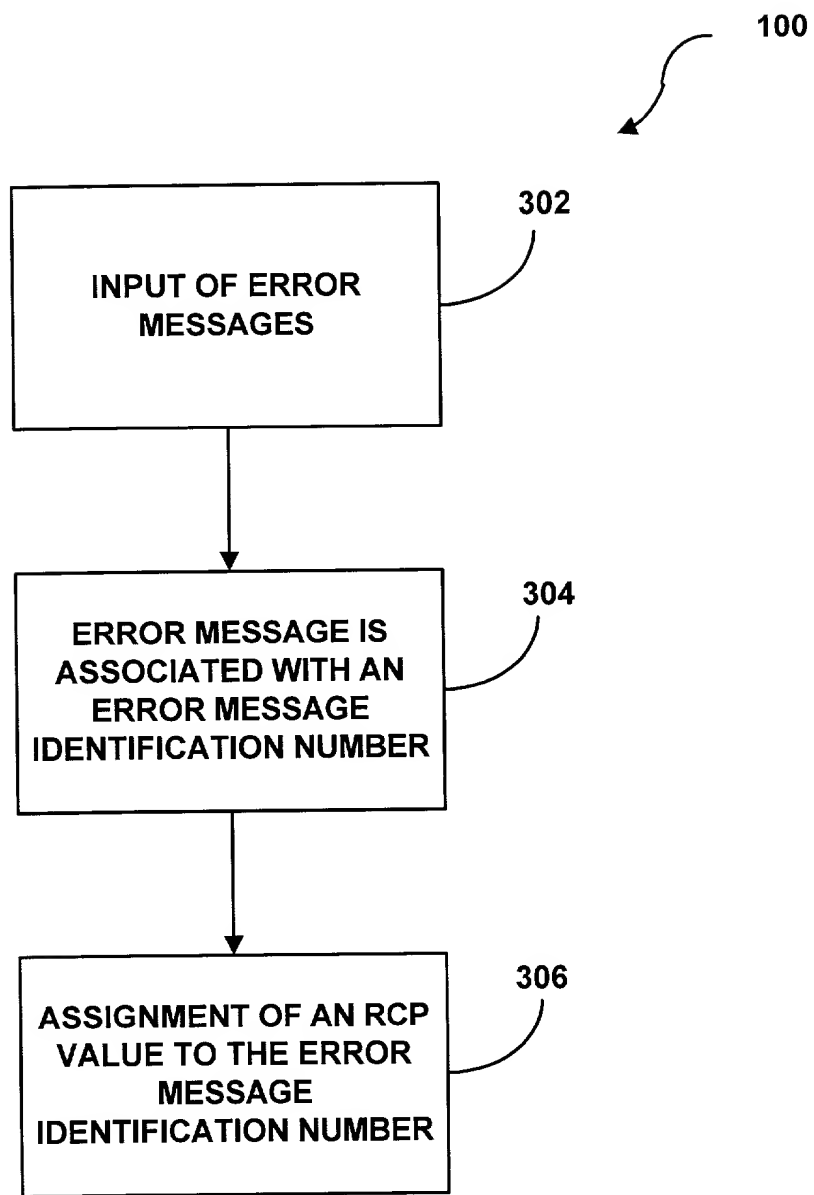 100
302
INPUT OF ERROR
MESSAGES
304
ERROR MESSAGE IS
ASSOCIATED WITH AN
ERROR MESSAGE
IDENTIFICATION NUMBER
306
ASSIGNMENT OF AN RCP
VALUE TO THE ERROR
MESSAGE
IDENTIFICATION NUMBER